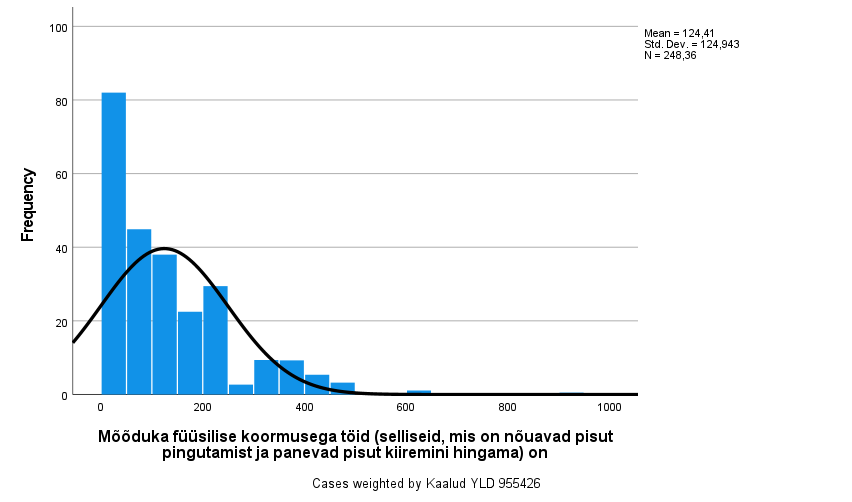 Mean = 124,41
Std. Dev. = 124,943
N = 248,36
100
80
60
40
20
0
Frequency
0 200 400 600 800 1000
Mõõduka füüsilise koormusega töid (selliseid, mis on nõuavad pisut
pingutamist ja panevad pisut kiiremini hingama) on
Cases weighted by Kaalud YLD 955426